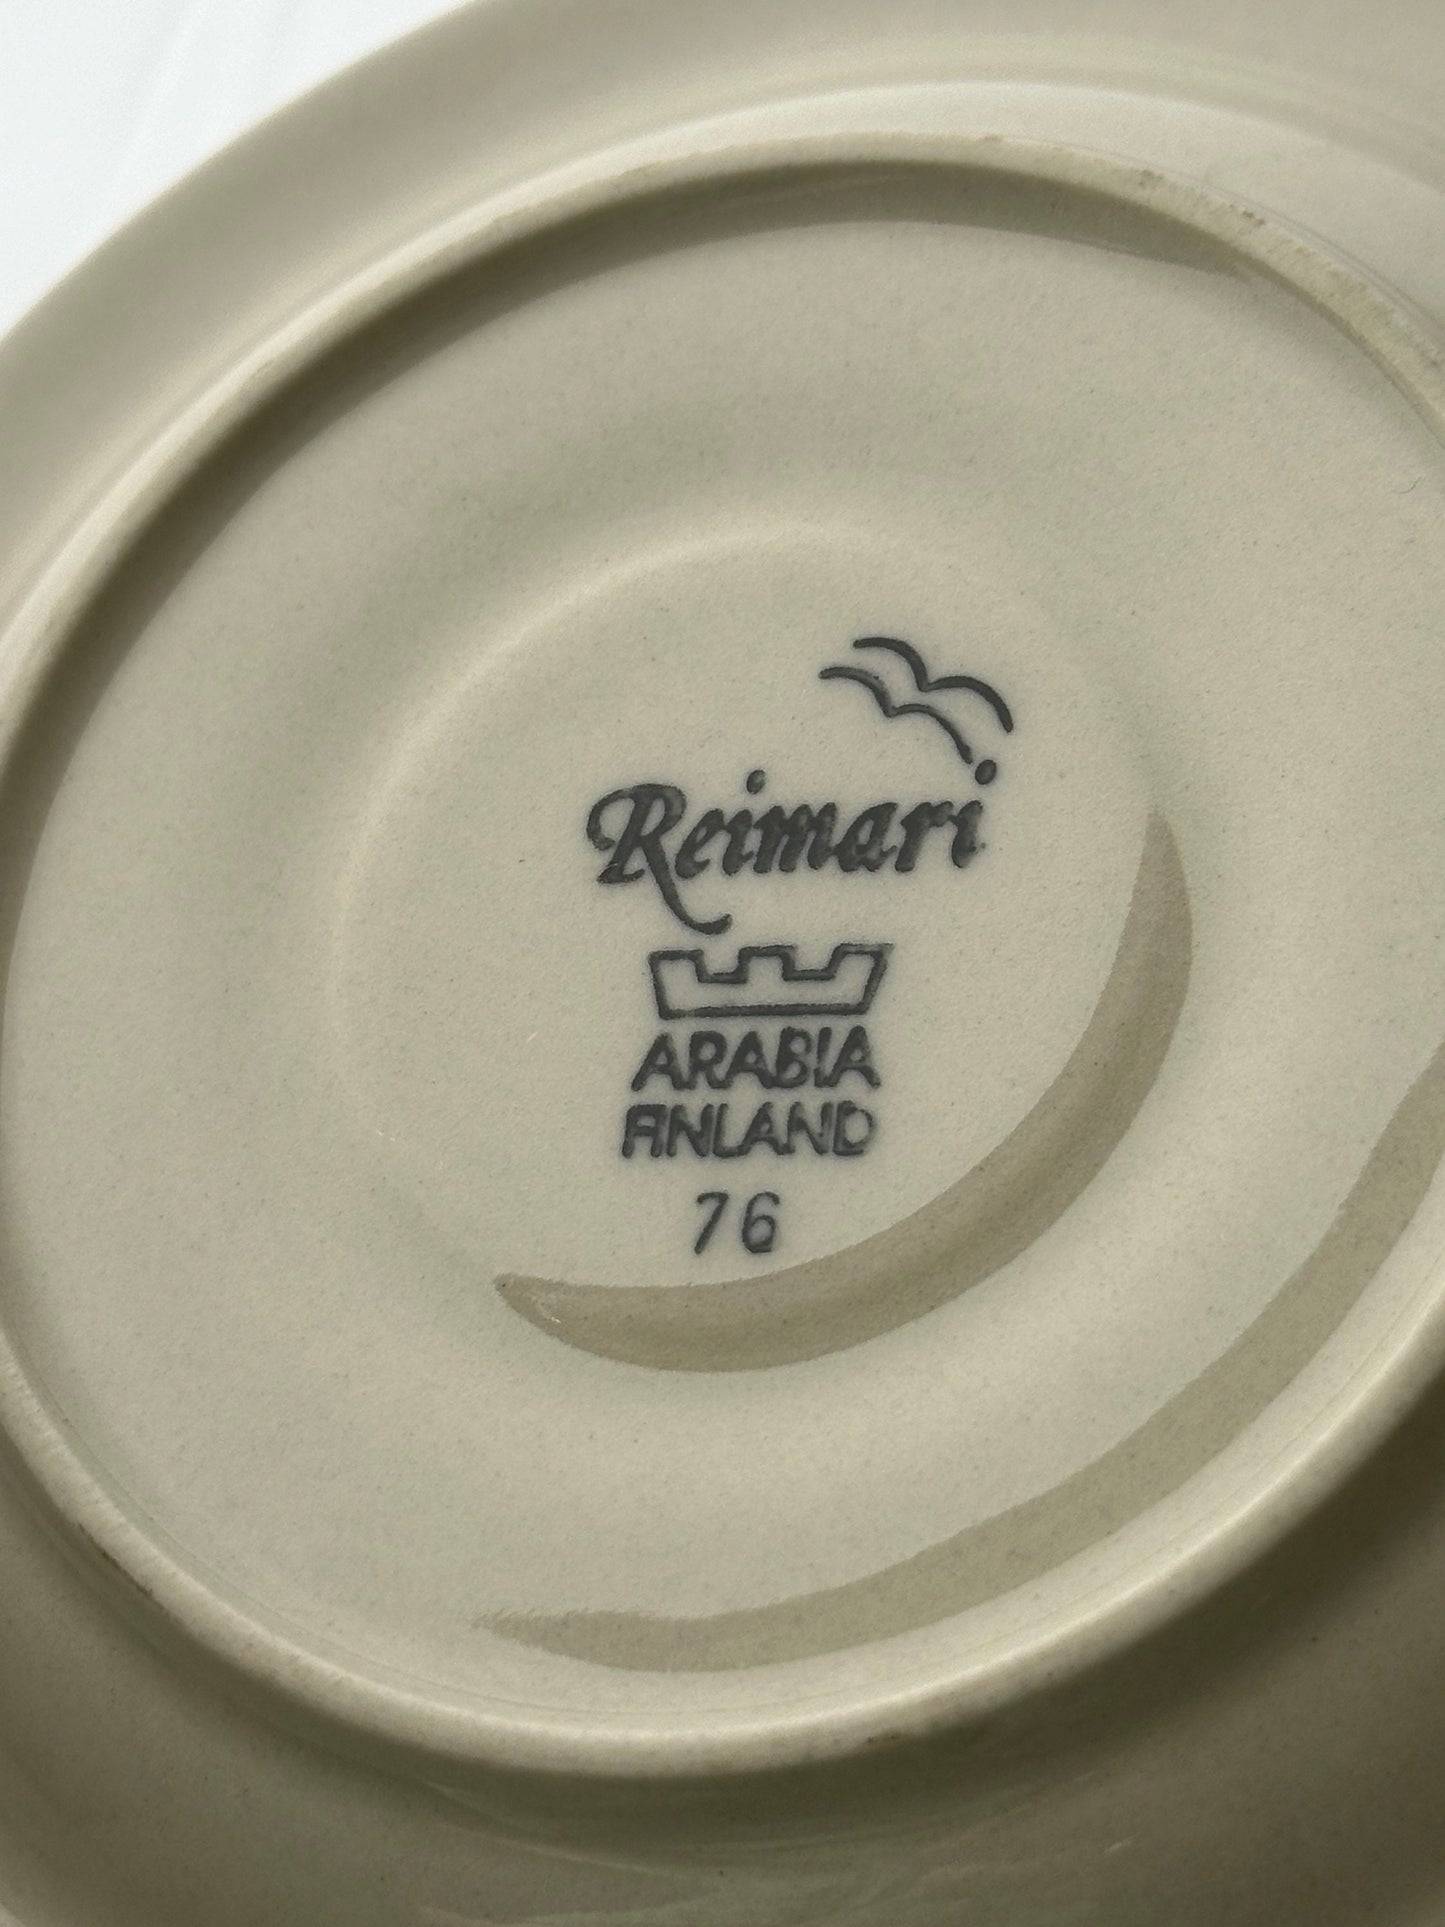 Reimari
ARABIA
FINLAND
76